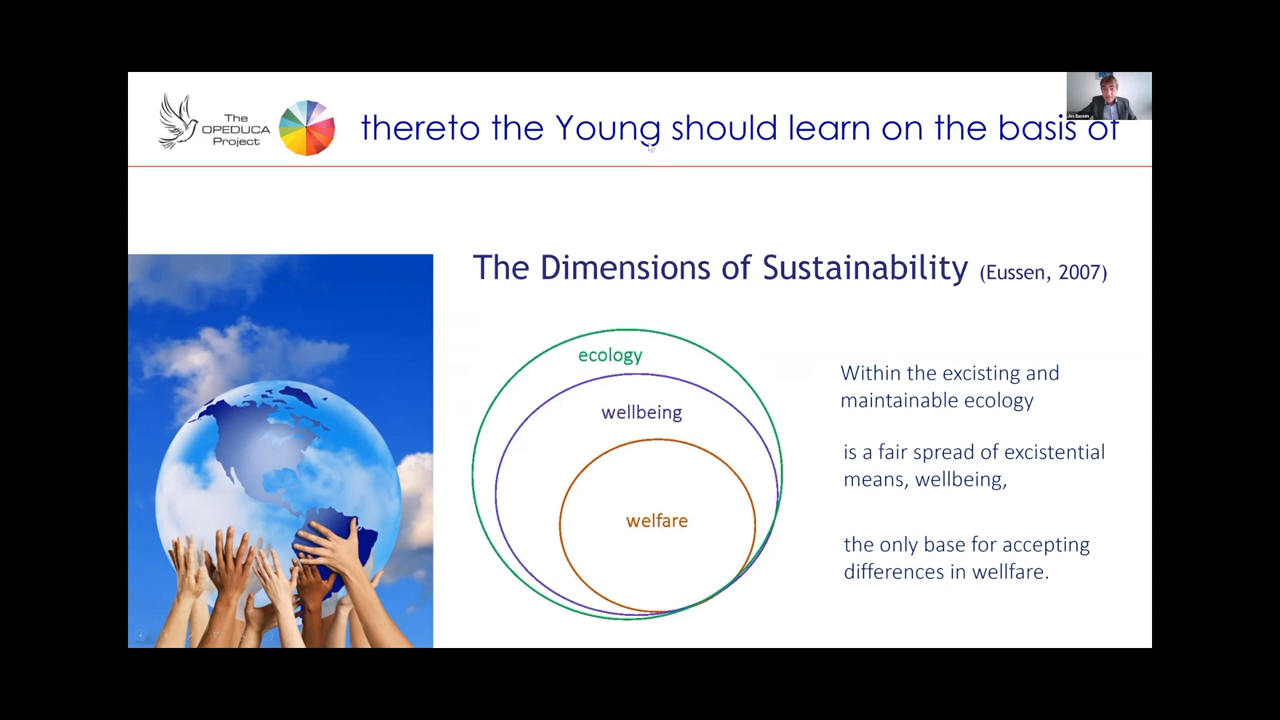 The
OPEDUCA
Project
thereto the Young should learn on the basis of
Jos Eussen
The Dimensions of Sustainability (Eussen, 2007)
ecology
wellbeing
welfare
Within the excisting and
maintainable ecology
is a fair spread of excistential
means, wellbeing,
the only base for accepting
differences in wellfare.